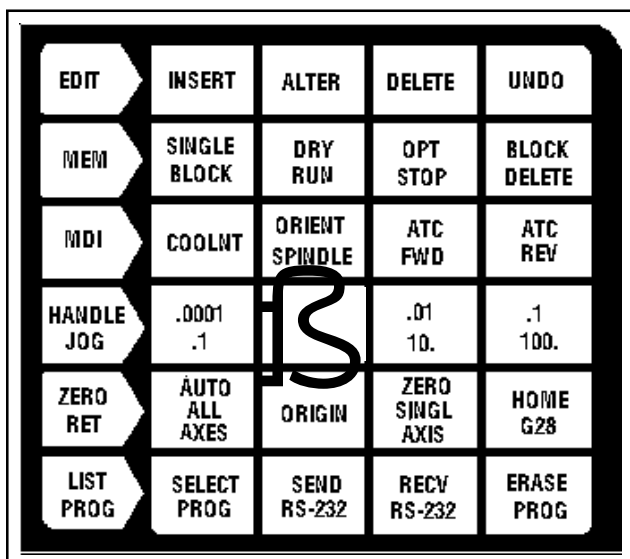 EDIT INSERT ALTER DELETE UNDO
MEM SINGLE BLOCK DRY RUN OPT STOP BLOCK DELETE
MDI COOLNT ORIENT SPINDLE ATC FWD ATC REV
HANDLE JOG .0001 .1 .01 10. .1 100.
ZERO RET AUTO ALL AXES ORIGIN ZERO SINGL AXIS HOME G28
LIST PROG SELECT PROG SEND RS-232 RECV RS-232 ERASE PROG